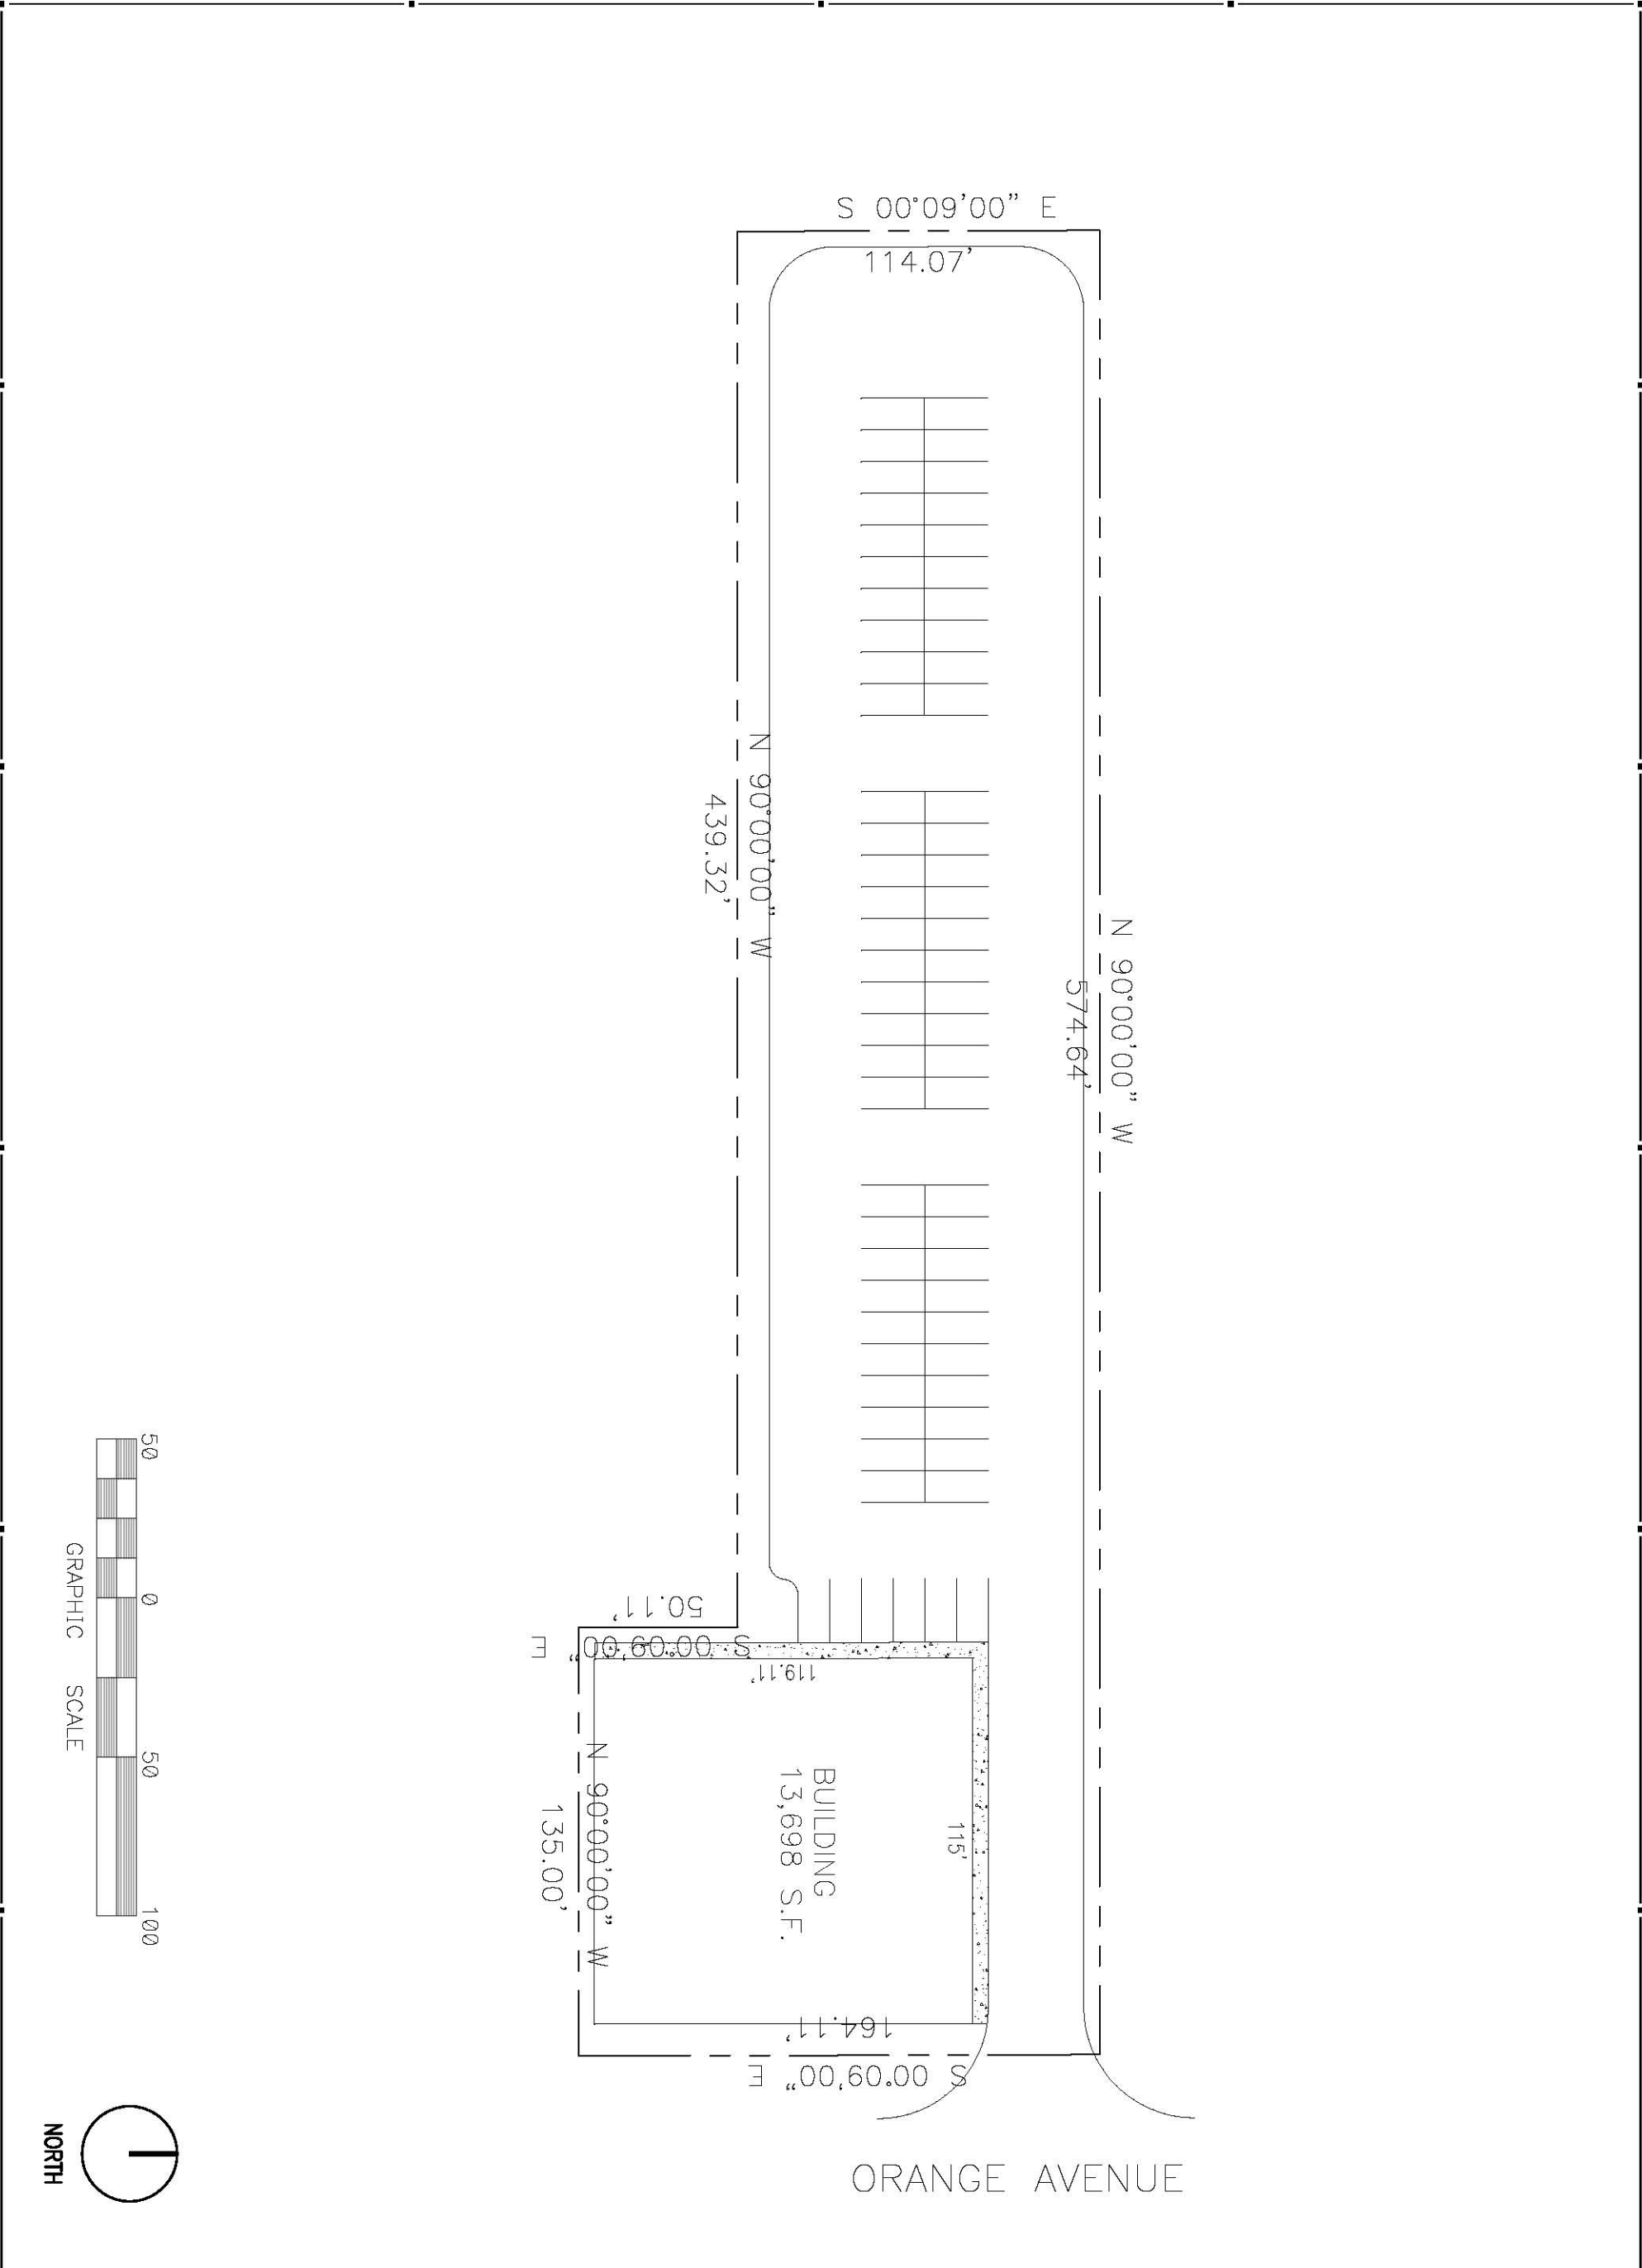 S 00°09'00" E
114.07'
N 90°00'00" W
439.32'
N 90°00'00" W
574.64'
50.11'
S 00°09'00" E
119.11'
BUILDING
13,698 S.F.
115'
N 90°00'00" W
135.00'
164.11'
S 00°09'00" E
ORANGE AVENUE
50 0 50 100
GRAPHIC SCALE
NORTH